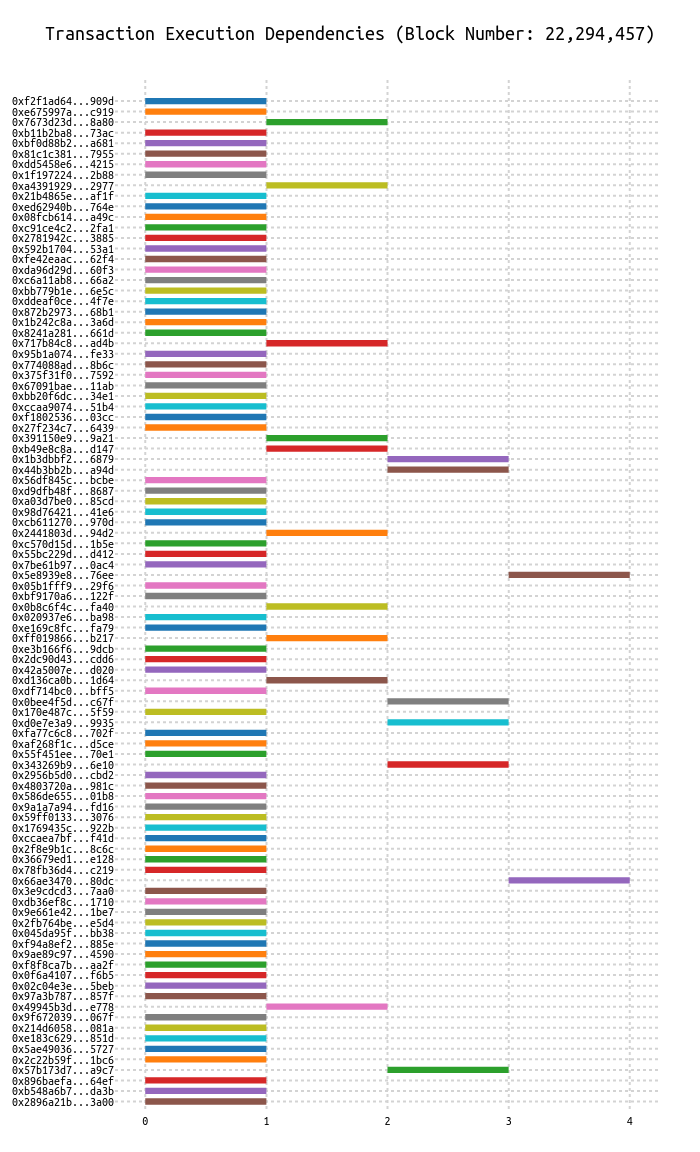 Transaction Execution Dependencies (Block Number: 22,294,457)
0xf2f1ad64...909d
0xe675997a...c919
0x7673d23d...8a80
0xb11b2ba8...73ac
0xbf0d88b2...a681
0x81c1c381...7955
0xdd5458e6...4215
0x1f197224...2b88
0xa4391929...2977
0x21b4865e...af1f
0xed62940b...764e
0x08fcb614...a49c
0xc91ce4c2...2fa1
0x2781942c...3885
0x592b1704...53a1
0xfe42eaac...62f4
0xda96d29d...60f3
0xc6a11ab8...66a2
0xbb779b1e...6e5c
0xddeaf0ce...4f7e
0x872b2973...68b1
0x1b242c8a...3a6d
0x8241a281...661d
0x717b84c8...ad4b
0x95b1a074...fe33
0x774088ad...8b6c
0x375f31f0...7592
0x67091bae...11ab
0xbb20f6dc...34e1
0xccaa9074...51b4
0xf1802536...03cc
0x27f234c7...6439
0x391150e9...9a21
0xb49e8c8a...d147
0x1b3dbbf2...6879
0x44b3bb2b...a94d
0x56df845c...bcbe
0xd9dfb48f...8687
0xa03d7be0...85cd
0x98d76421...41e6
0xcb611270...970d
0x2441803d...94d2
0xc570d15d...1b5e
0x55bc229d...d412
0x7be61b97...0ac4
0x5e8939e8...76ee
0x05b1fff9...29f6
0xbf9170a6...122f
0x0b8c6f4c...fa40
0x020937e6...ba98
0xe169c8fc...fa79
0xff019866...b217
0xe3b166f6...9dcb
0x2dc90d43...cdd6
0x42a5007e...d020
0xd136ca0b...1d64
0xdf714bc0...bff5
0x0bee4f5d...c67f
0x170e487c...5f59
0xd0e7e3a9...9935
0xfa77c6c8...702f
0xaf268f1c...d5ce
0x55f451ee...70e1
0x343269b9...6e10
0x2956b5d0...cbd2
0x4803720a...981c
0x586de655...01b8
0x9a1a7a94...fd16
0x59ff0133...3076
0x1769435c...922b
0xccaea7bf...f41d
0x2f8e9b1c...8c6c
0x36679ed1...e128
0x78fb36d4...c219
0x66ae3470...80dc
0x3e9cdcd3...7aa0
0xdb36ef8c...1710
0x9e661e42...1be7
0x2fb764be...e5d4
0x045da95f...bb38
0xf94a8ef2...885e
0x9ae89c97...4590
0xf8f8ca7b...aa2f
0x0f6a4107...f6b5
0x02c04e3e...5beb
0x97a3b787...857f
0x49945b3d...e778
0x9f672039...067f
0x214d6058...081a
0xe183c629...851d
0x5ae49036...5727
0x2c22b59f...1bc6
0x57b173d7...a9c7
0x896baefa...64ef
0xb548a6b7...da3b
0x2896a21b...3a00
0 1 2 3 4